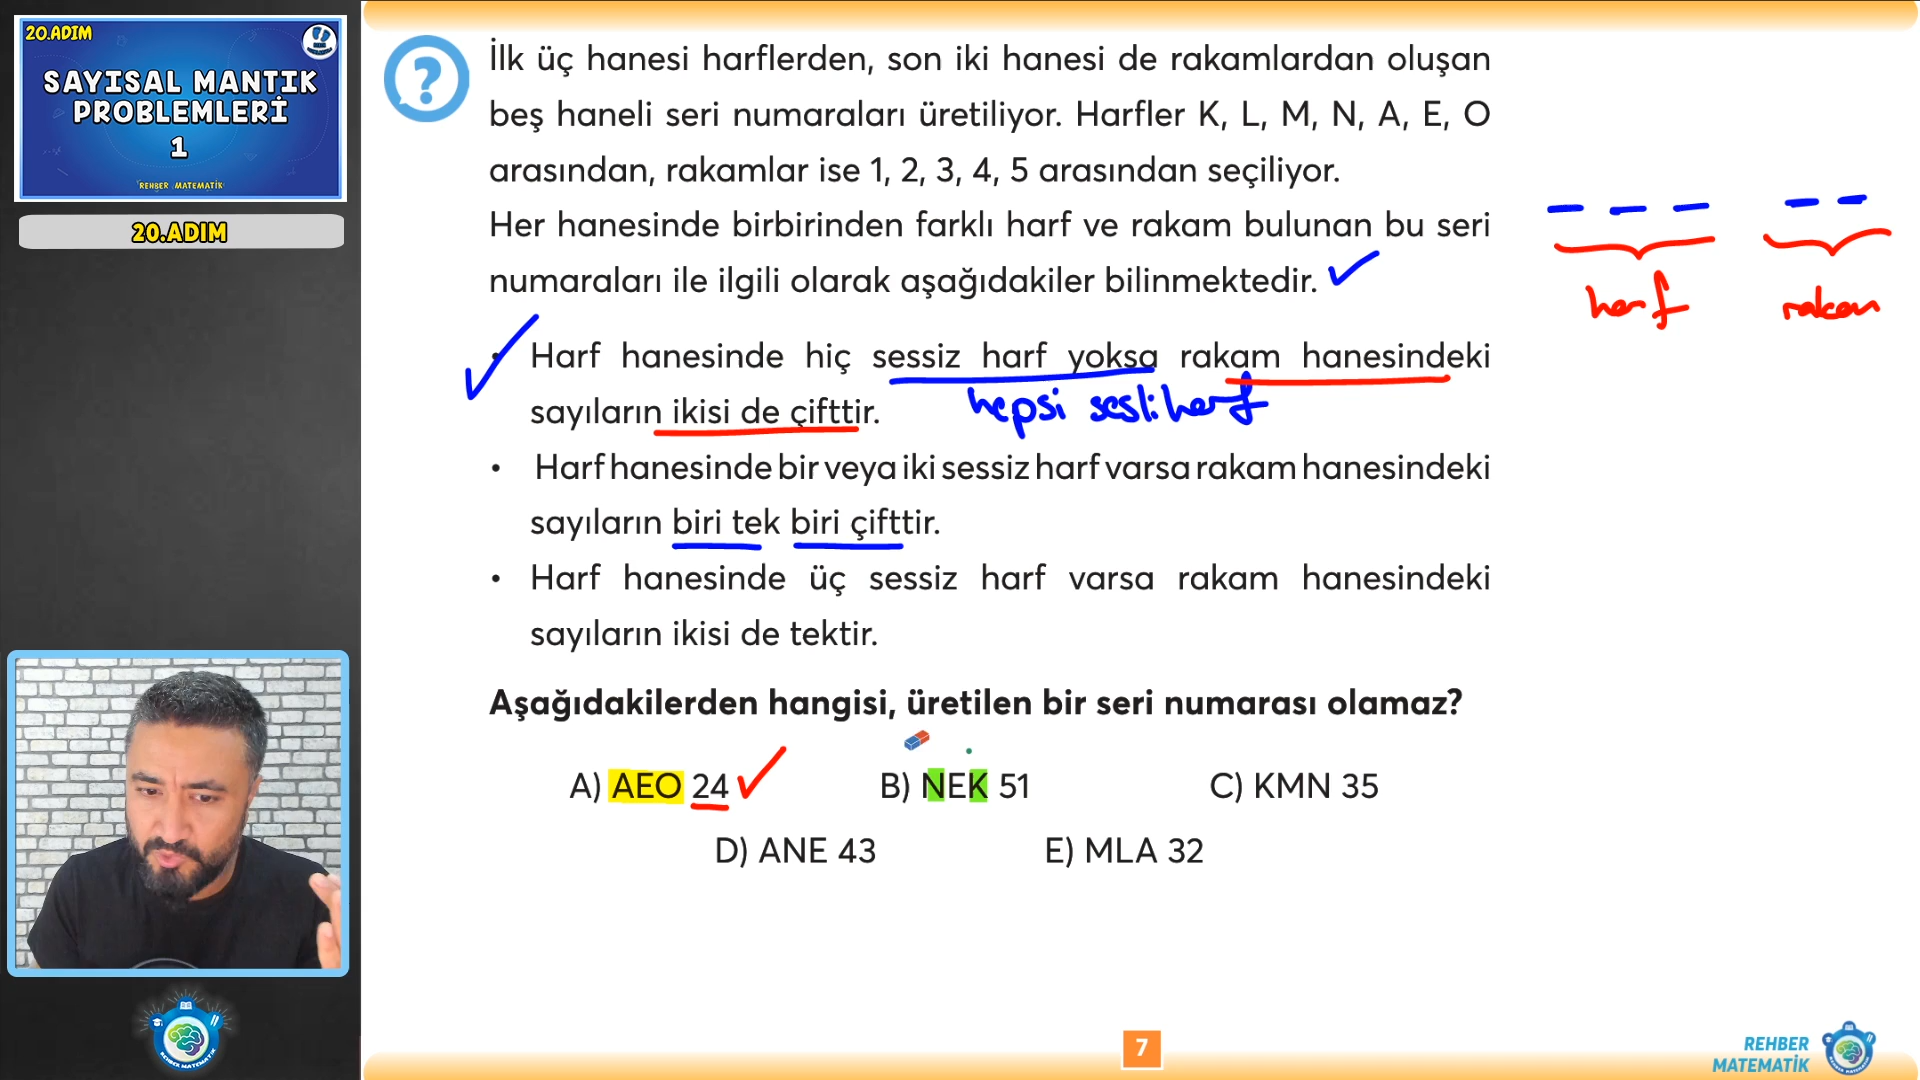 20.ADIM
SAYISAL MANTIK
PROBLEMLERİ
1
REHBER MATEMATİK
20.ADIM
İlk üç hanesi harflerden, son iki hanesi de rakamlardan oluşan
beş haneli seri numaraları üretiliyor. Harfler K, L, M, N, A, E, O
arasından, rakamlar ise 1, 2, 3, 4, 5 arasından seçiliyor.
Her hanesinde birbirinden farklı harf ve rakam bulunan bu seri
numaraları ile ilgili olarak aşağıdakiler bilinmektedir.
harf rakam
• Harf hanesinde hiç sessiz harf yoksa rakam hanesindeki
sayıların ikisi de çifttir.
hepsi sesli harf
• Harf hanesinde bir veya iki sessiz harf varsa rakam hanesindeki
sayıların biri tek biri çifttir.
• Harf hanesinde üç sessiz harf varsa rakam hanesindeki
sayıların ikisi de tektir.
Aşağıdakilerden hangisi, üretilen bir seri numarası olamaz?
A) AEO 24 B) NEK 51 C) KMN 35
D) ANE 43 E) MLA 32
7
REHBER
MATEMATİK